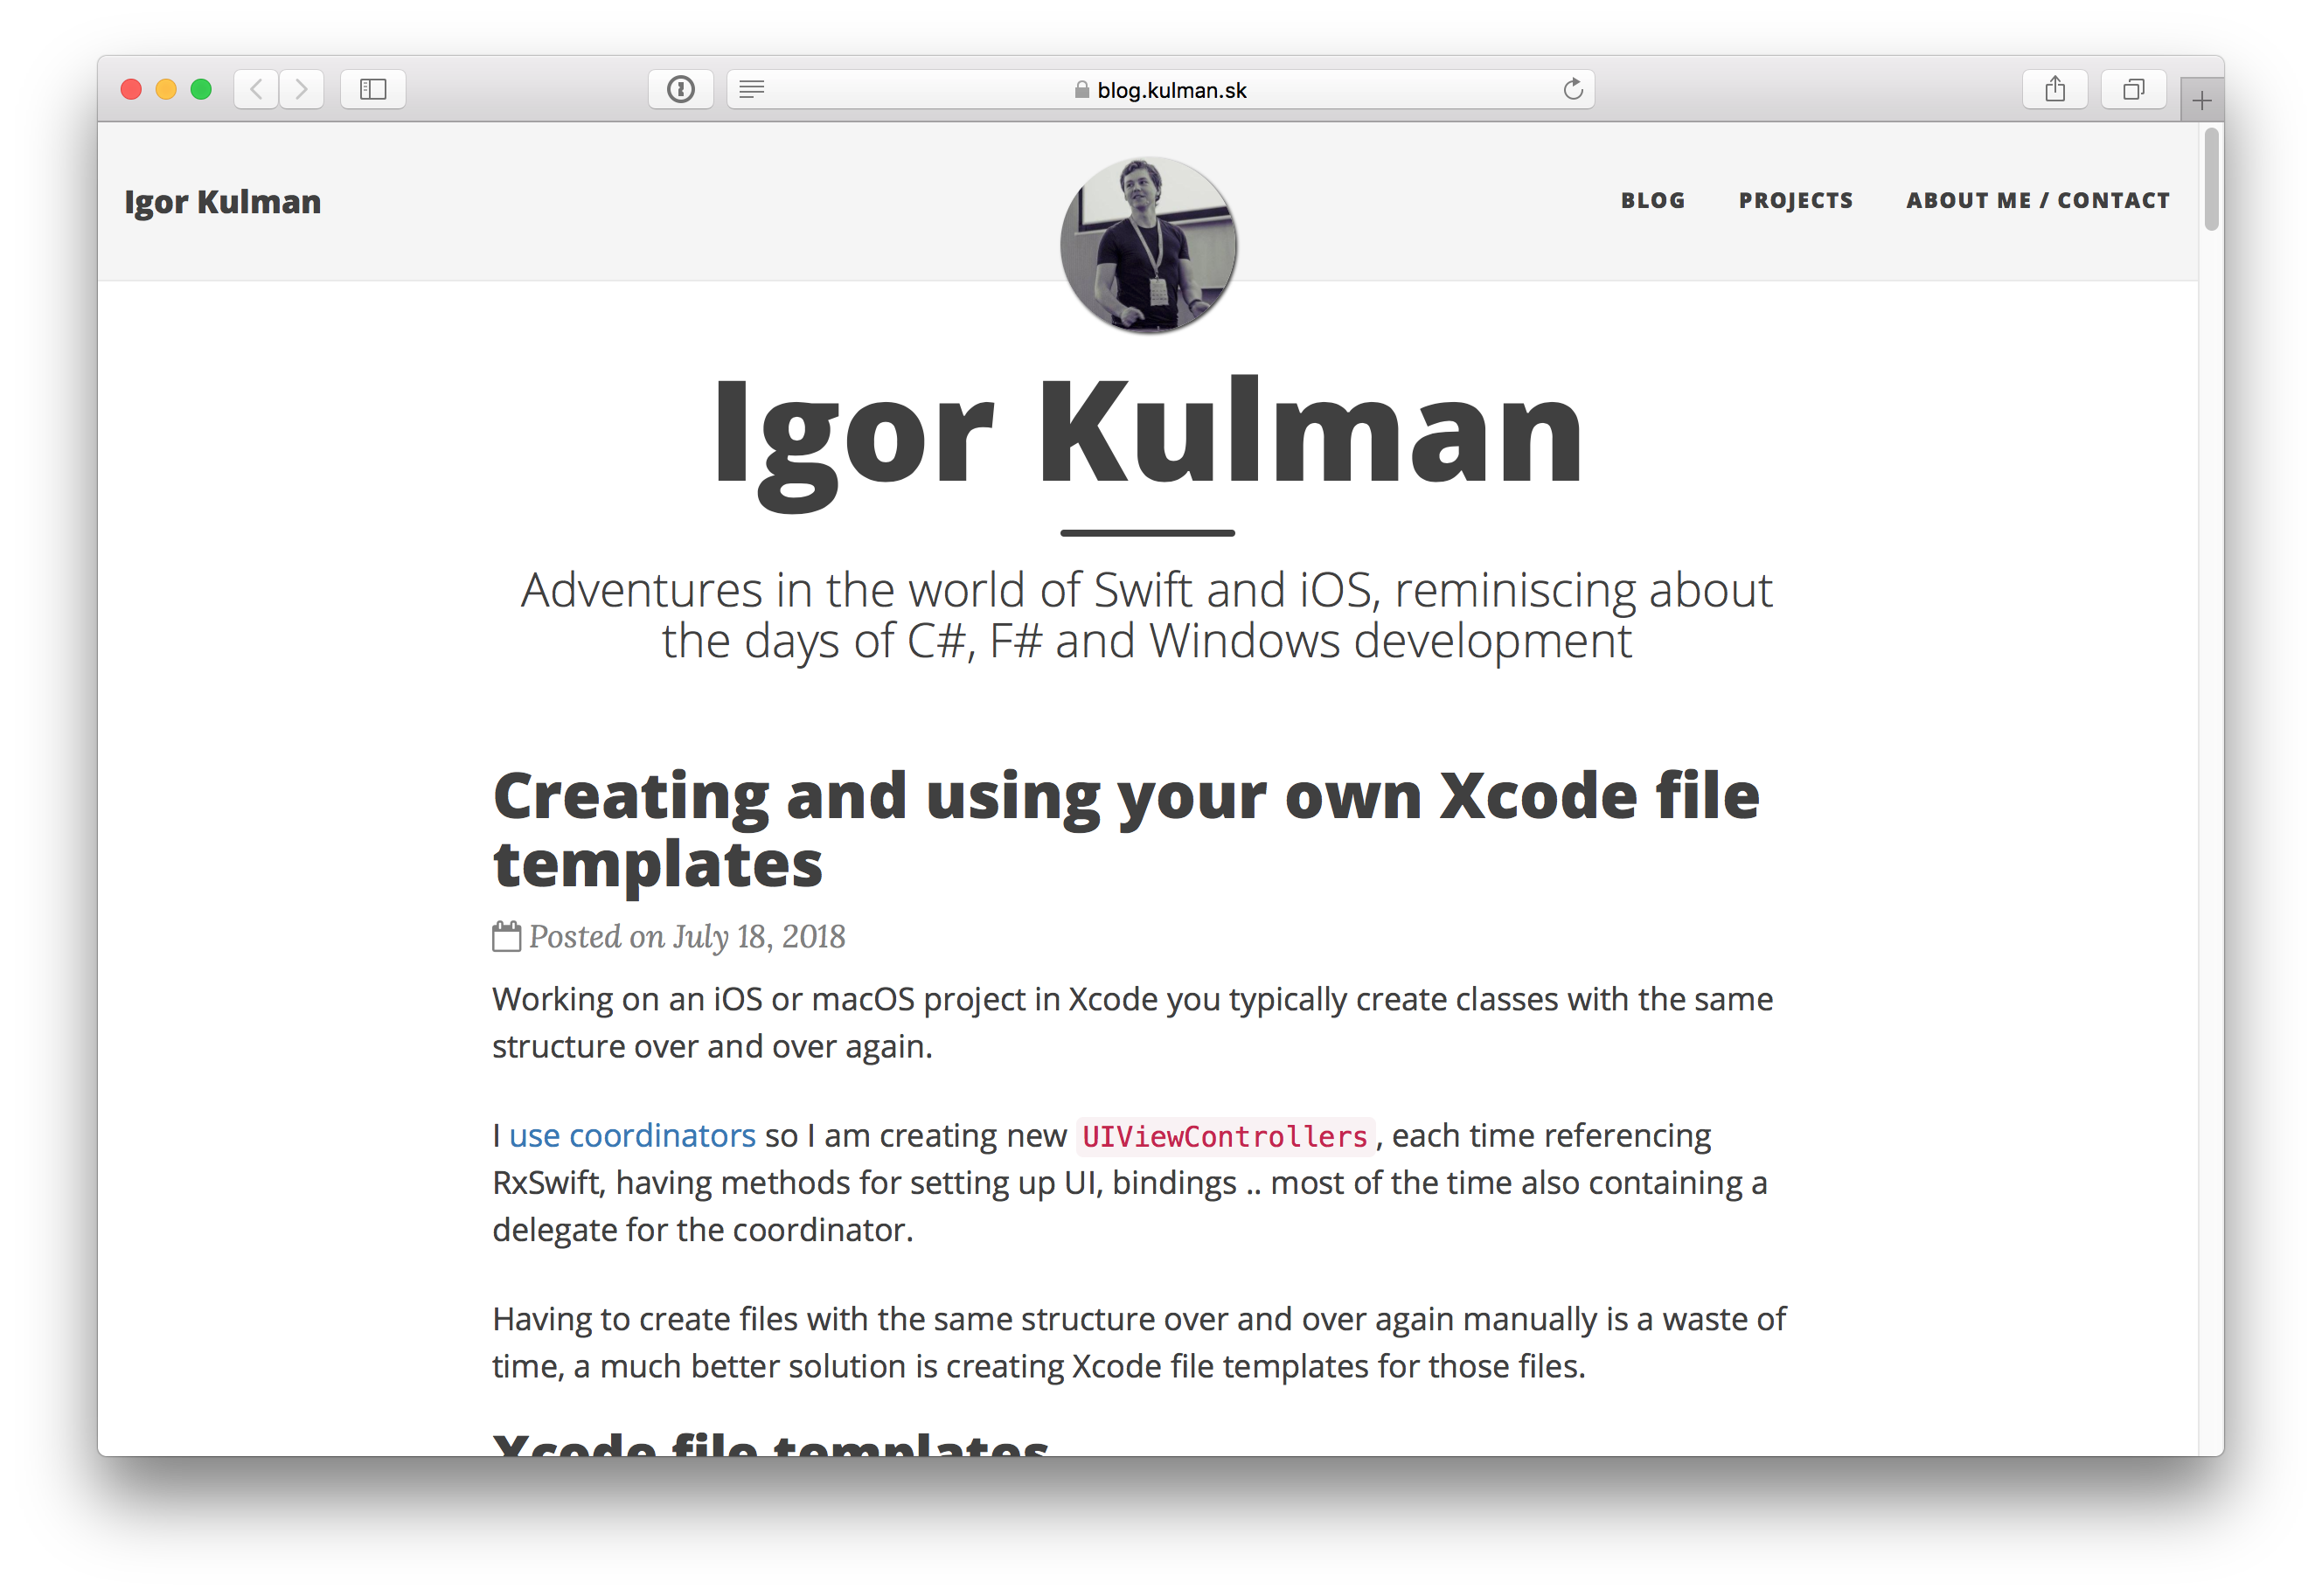 blog.kulman.sk
Igor Kulman
BLOG PROJECTS ABOUT ME / CONTACT
Igor Kulman
Adventures in the world of Swift and iOS, reminiscing about
the days of C#, F# and Windows development
Creating and using your own Xcode file
templates
Posted on July 18, 2018
Working on an iOS or macOS project in Xcode you typically create classes with the same
structure over and over again.
I use coordinators so I am creating new UIViewControllers, each time referencing
RxSwift, having methods for setting up UI, bindings .. most of the time also containing a
delegate for the coordinator.
Having to create files with the same structure over and over again manually is a waste of
time, a much better solution is creating Xcode file templates for those files.
Xcode file templates